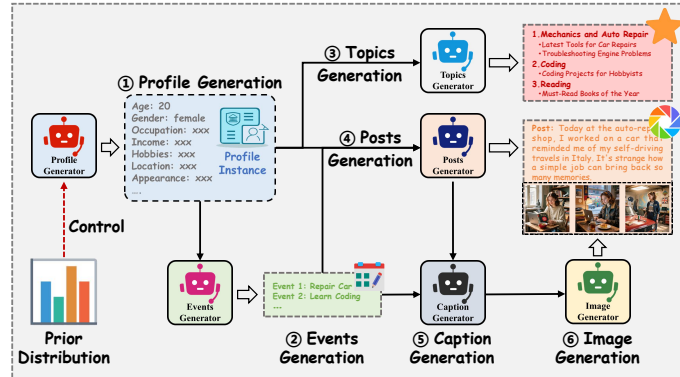 ① Profile Generation
Age: 20
Gender: female
Occupation: xxx
Income: xxx
Hobbies: xxx
Location: xxx
Appearance: xxx
....
Profile
Instance
Profile
Generator
Control
Prior
Distribution
③ Topics
Generation
Topics
Generator
1.Mechanics and Auto Repair
•Latest Tools for Car Repairs
•Troubleshooting Engine Problems
2.Coding
•Coding Projects for Hobbyists
3.Reading
•Must-Read Books of the Year
④ Posts
Generation
Posts
Generator
Post: Today at the auto-repair
shop, I worked on a car that
reminded me of my self-driving
travels in Italy. It's strange how
a simple job can bring back so
many memories.
Events
Generator
Event 1: Repair Car
Event 2: Learn Coding
...
② Events
Generation
Caption
Generator
⑤ Caption
Generation
Image
Generator
⑥ Image
Generation